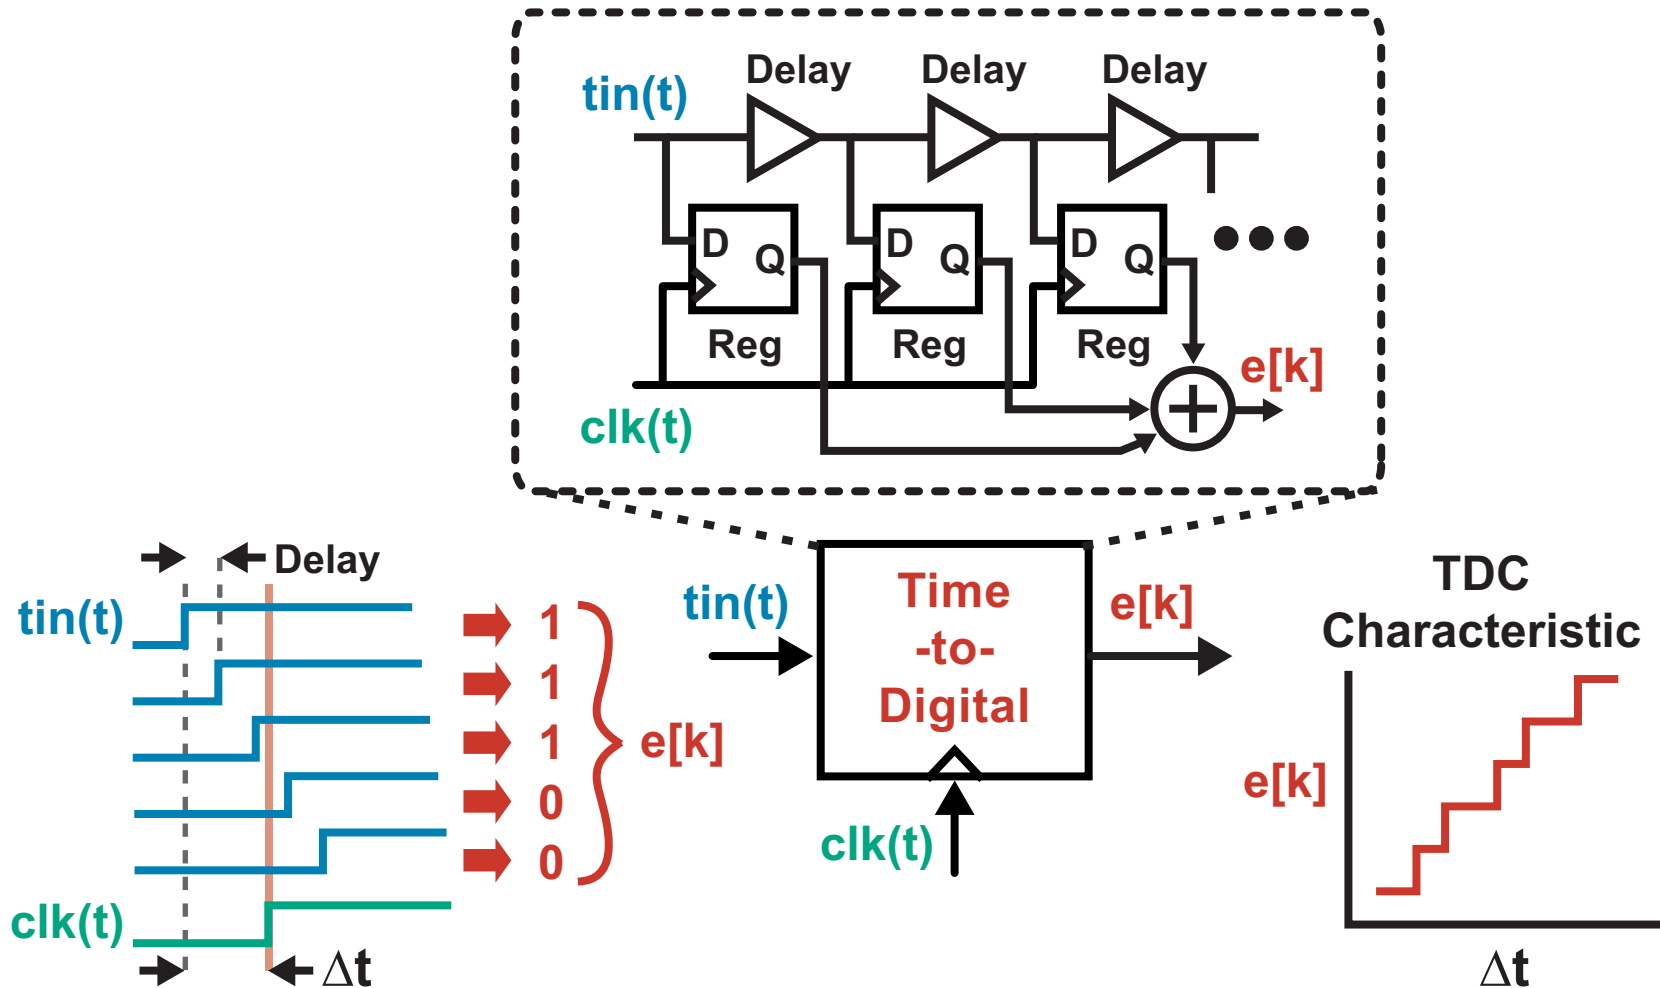 Delay Delay Delay
tin(t)
D Q D Q D Q
Reg Reg Reg
e[k]
clk(t)
Delay
tin(t)
1
1
1
0
0
e[k]
clk(t)
Δt
tin(t)
Time
-to-
Digital
e[k]
clk(t)
TDC
Characteristic
e[k]
Δt